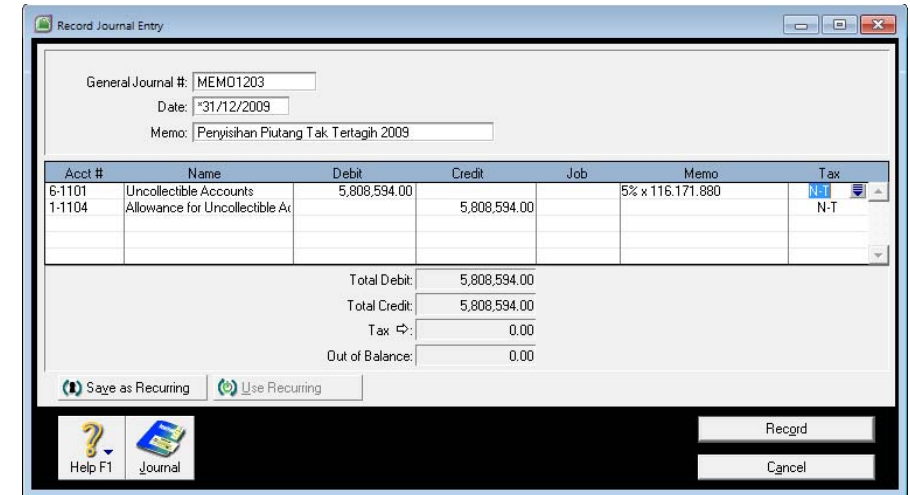 Record Journal Entry
General Journal #: MEMO1203
Date: *31/12/2009
Memo: Penyisihan Piutang Tak Tertagih 2009
Acct # Name Debit Credit Job Memo Tax
6-1101 Uncollectible Accounts 5,808,594.00 5% x 116.171.880 N-T
1-1104 Allowance for Uncollectible Ac 5,808,594.00 N-T
Total Debit: 5,808,594.00
Total Credit: 5,808,594.00
Tax ⇨: 0.00
Out of Balance: 0.00
Save as Recurring Use Recurring
Help F1 Journal Record
Cancel